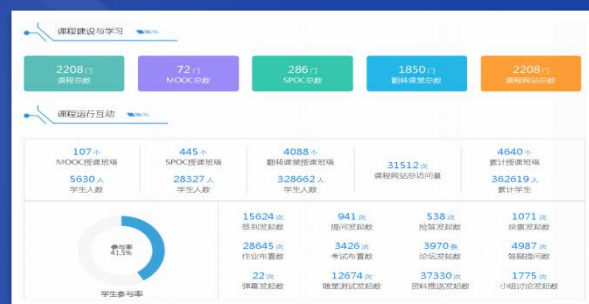 课程建设与学习
2208门 72门 286门 1850门 2208门
课程总数 MOOC总数 SPOC总数 翻转课堂总数 课程网站总数
课程运行互动
107个 445个 4088个 4640个
MOOC授课班级 SPOC授课班级 翻转课堂授课班级 31512次 累计授课班级
5630人 28327人 328662人 课程网站总访问量 362619人
学生人数 学生人数 学生人数 累计学生
15624次 941次 538次 1071次
签到发起数 提问发起数 抢答发起数 投票发起数
参与率
41.5%
28645次 3426次 3970条 4987次
作业布置数 考试布置数 论坛发帖数 答疑提问数
22次 12674次 37330次 1775次
弹幕发起数 随堂测试发起数 资料推送发起数 小组讨论发起数
学生参与率